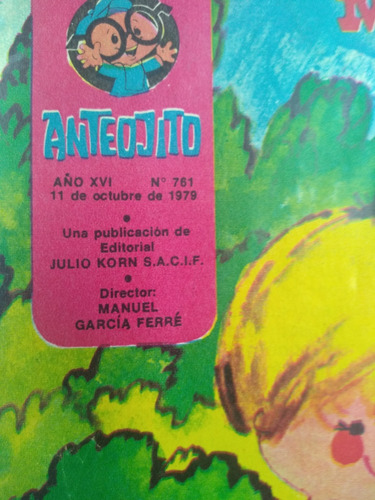 M
ANTEOJITO
AÑO XVI Nº 761
11 de octubre de 1979
Una publicación de
Editorial
JULIO KORN S.A.C.I.F.
Director:
MANUEL
GARCÍA FERRÉ